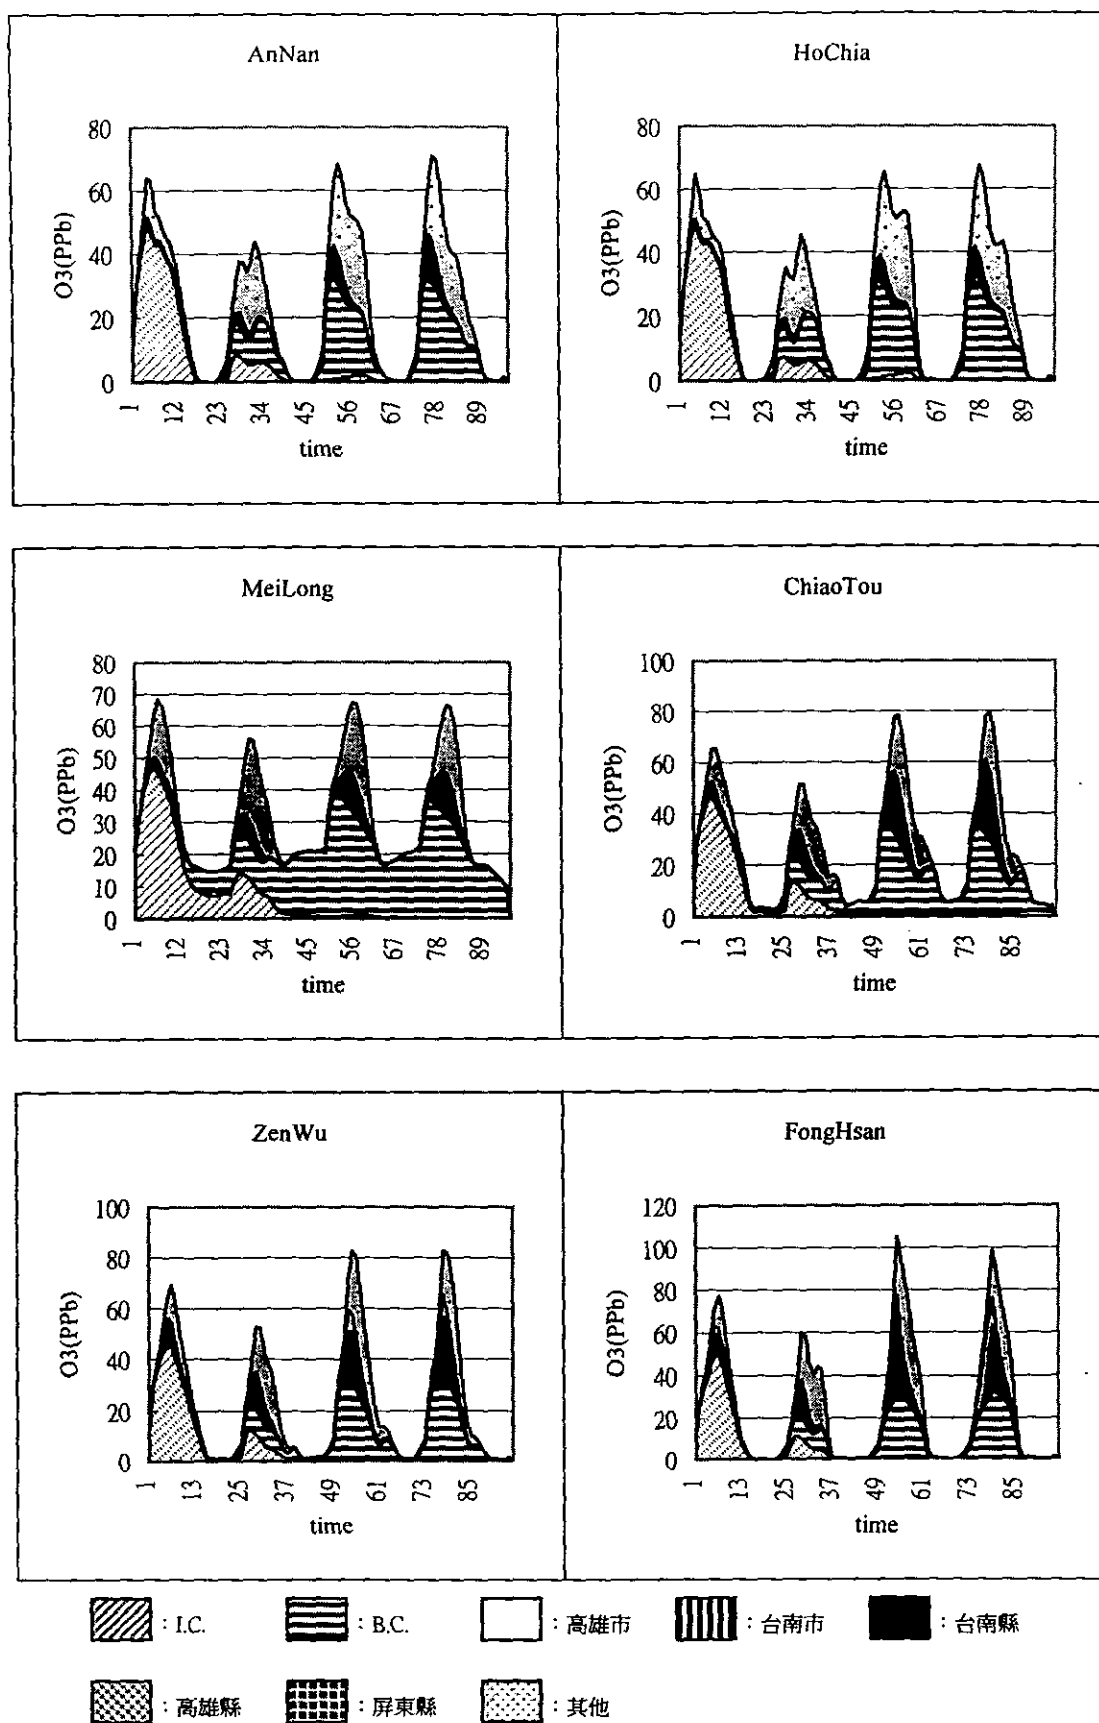 AnNan
80
60
40
20
0
O3(PPb)
1 12 23 34 45 56 67 78 89
time
HoChia
80
60
40
20
0
O3(PPb)
1 12 23 34 45 56 67 78 89
time
MeiLong
80
70
60
50
40
30
20
10
0
O3(PPb)
1 12 23 34 45 56 67 78 89
time
ChiaoTou
100
80
60
40
20
0
O3(PPb)
1 13 25 37 49 61 73 85
time
ZenWu
100
80
60
40
20
0
O3(PPb)
1 13 25 37 49 61 73 85
time
FongHsan
120
100
80
60
40
20
0
O3(PPb)
1 13 25 37 49 61 73 85
time
: I.C. : B.C. : 高雄市 : 台南市 : 台南縣
: 高雄縣 : 屏東縣 : 其他